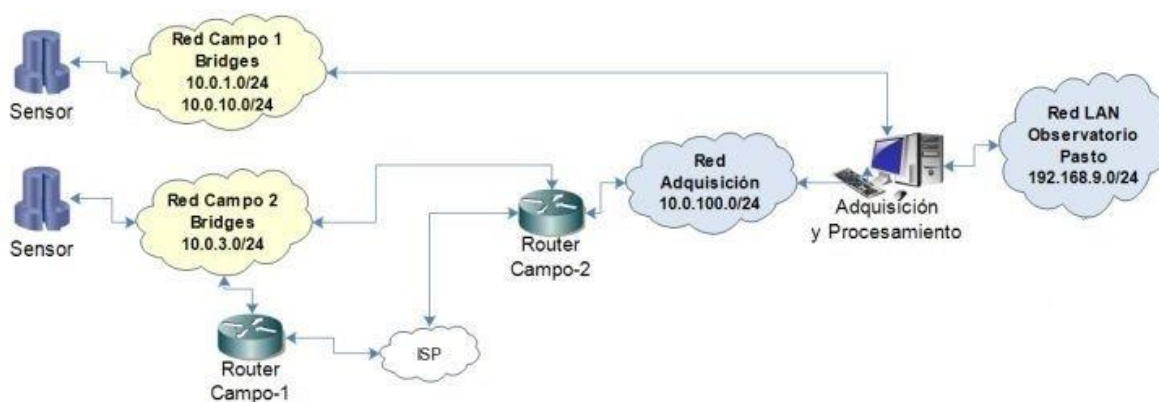 Red Campo 1
Bridges
10.0.1.0/24
10.0.10.0/24
Sensor
Red LAN
Observatorio
Pasto
192.168.9.0/24
Red
Adquisición
10.0.100.0/24
Adquisición
y Procesamiento
Red Campo 2
Bridges
10.0.3.0/24
Sensor
Router
Campo-2
ISP
Router
Campo-1